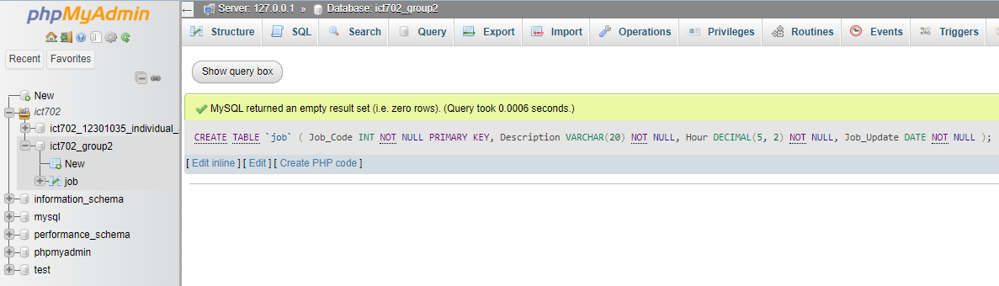 phpMyAdmin
Recent Favorites
New
ict702
ict702_12301035_individual_
ict702_group2
New
job
information_schema
mysql
performance_schema
phpmyadmin
test
Server: 127.0.0.1 » Database: ict702_group2
Structure SQL Search Query Export Import Operations Privileges Routines Events Triggers
Show query box
MySQL returned an empty result set (i.e. zero rows). (Query took 0.0006 seconds.)
CREATE TABLE `job` ( Job_Code INT NOT NULL PRIMARY KEY, Description VARCHAR(20) NOT NULL, Hour DECIMAL(5, 2) NOT NULL, Job_Update DATE NOT NULL );
[ Edit inline ] [ Edit ] [ Create PHP code ]